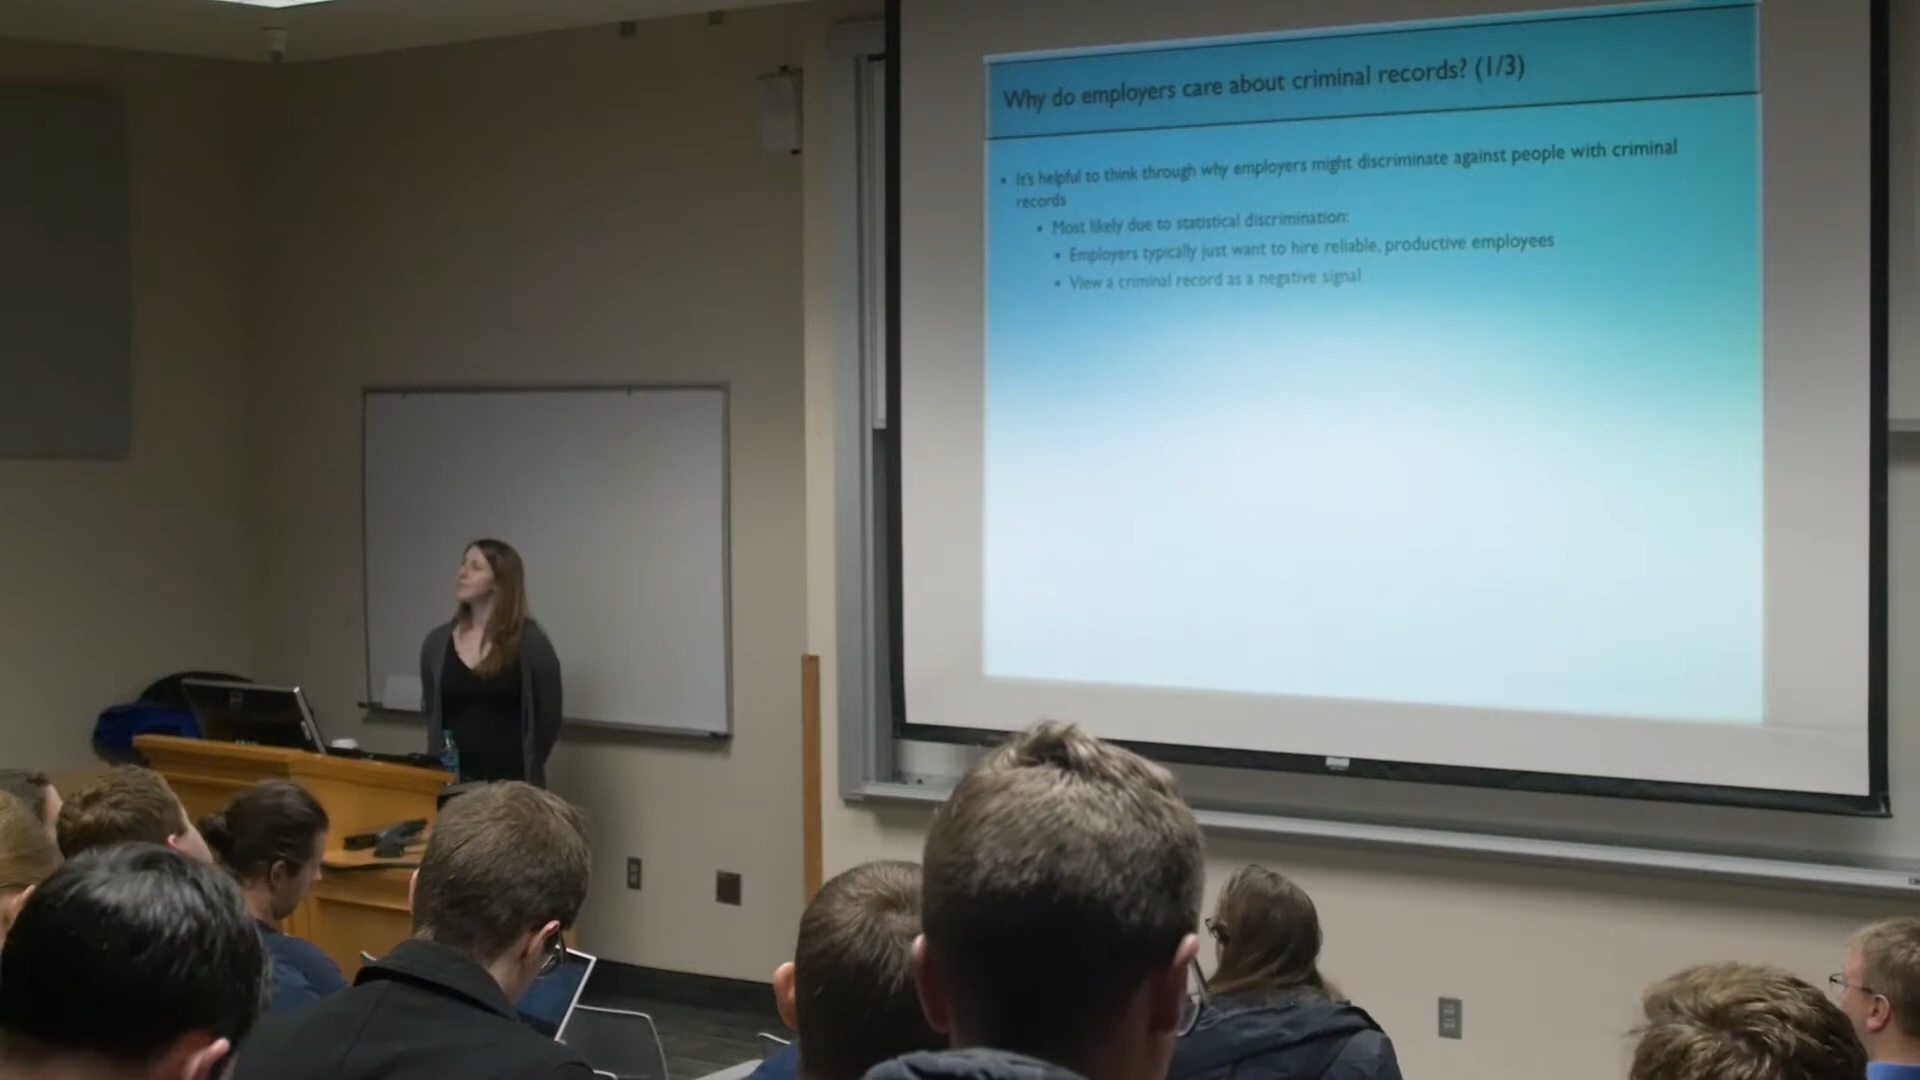 Why do employers care about criminal records? (1/3)
• It's helpful to think through why employers might discriminate against people with criminal
records
• Most likely due to statistical discrimination:
• Employers typically just want to hire reliable, productive employees
• View a criminal record as a negative signal